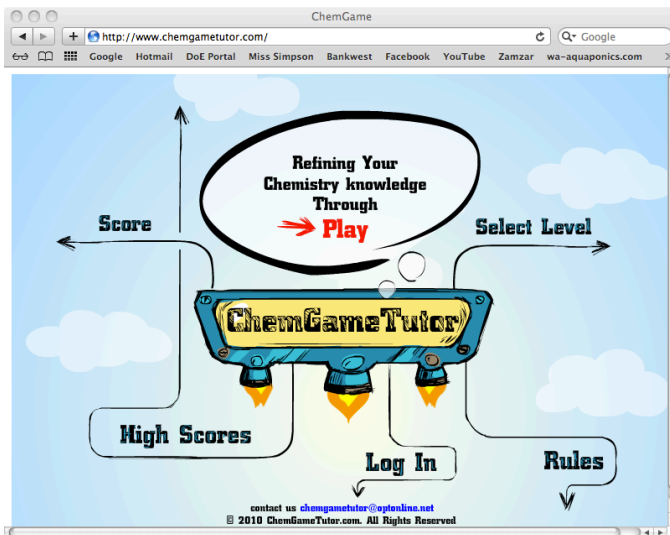 ChemGame
http://www.chemgametutor.com/
Google
Google Hotmail DoE Portal Miss Simpson Bankwest Facebook YouTube Zamzar wa-aquaponics.com
Refining Your
Chemistry knowledge
Through
Play
Score
Select Level
ChemGameTutor
High Scores
Log In
Rules
contact us chemgametutor@optonline.net
© 2010 ChemGameTutor.com. All Rights Reserved